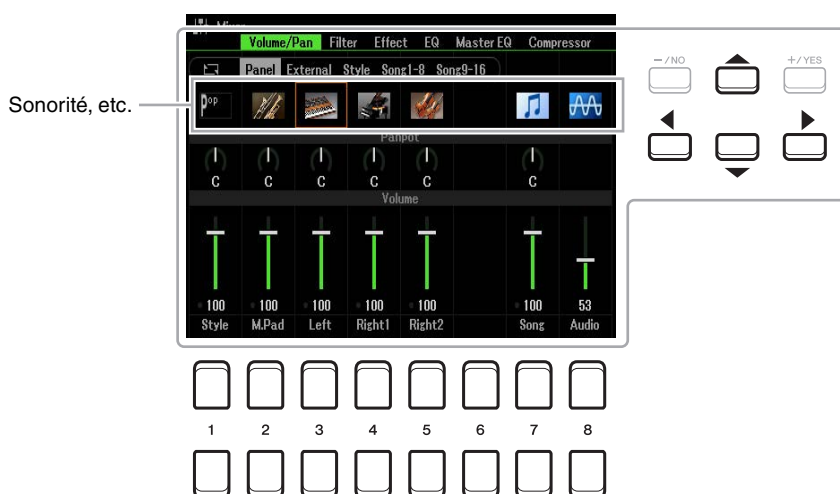 Mixer
Volume/Pan Filter Effect EQ Master EQ Compressor
Panel External Style Song1-8 Song9-16
Sonorité, etc.
Pop
Panpot
C C C C C C
Volume
100 100 100 100 100 100 53
Style M.Pad Left Right1 Right2 Song Audio
−/NO +/YES
1 2 3 4 5 6 7 8